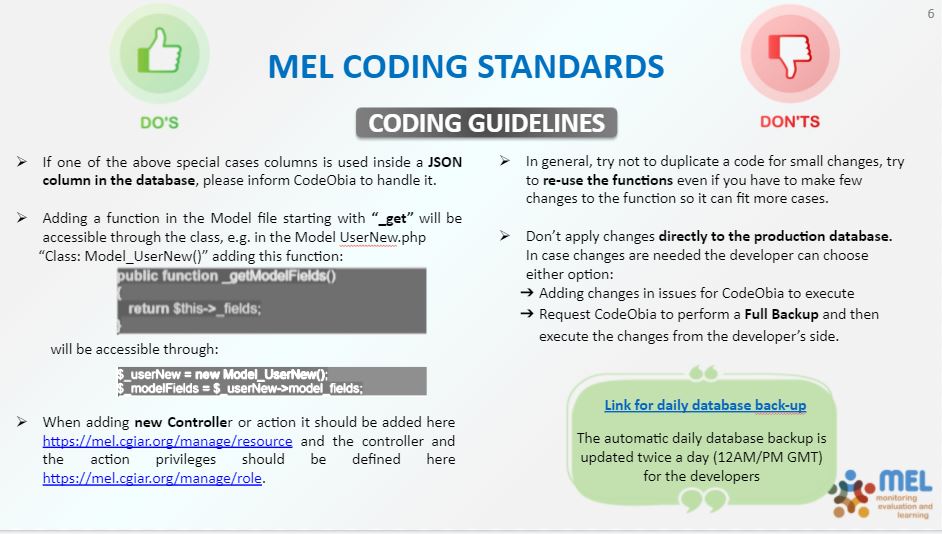 6
MEL CODING STANDARDS
DO'S
DON'TS
CODING GUIDELINES
➢ If one of the above special cases columns is used inside a JSON
column in the database, please inform CodeObia to handle it.
➢ Adding a function in the Model file starting with “_get” will be
accessible through the class, e.g. in the Model UserNew.php
“Class: Model_UserNew()” adding this function:
public function _getModelFields()
{
return $this->_fields;
}
will be accessible through:
$_userNew = new Model_UserNew();
$_modelFields = $_userNew->model_fields;
➢ When adding new Controller or action it should be added here
https://mel.cgiar.org/manage/resource and the controller and
the action privileges should be defined here
https://mel.cgiar.org/manage/role.
➢ In general, try not to duplicate a code for small changes, try
to re-use the functions even if you have to make few
changes to the function so it can fit more cases.
➢ Don’t apply changes directly to the production database.
In case changes are needed the developer can choose
either option:
➔ Adding changes in issues for CodeObia to execute
➔ Request CodeObia to perform a Full Backup and then
execute the changes from the developer’s side.
Link for daily database back-up
The automatic daily database backup is
updated twice a day (12AM/PM GMT)
for the developers
MEL
monitoring
evaluation and
learning